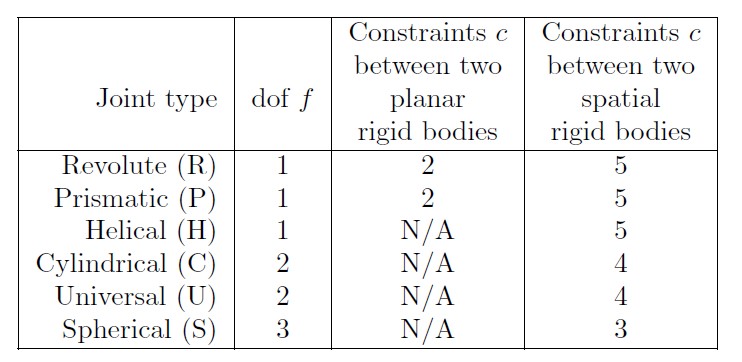 Joint type dof f Constraints c between two planar rigid bodies Constraints c between two spatial rigid bodies
Revolute (R) 1 2 5
Prismatic (P) 1 2 5
Helical (H) 1 N/A 5
Cylindrical (C) 2 N/A 4
Universal (U) 2 N/A 4
Spherical (S) 3 N/A 3